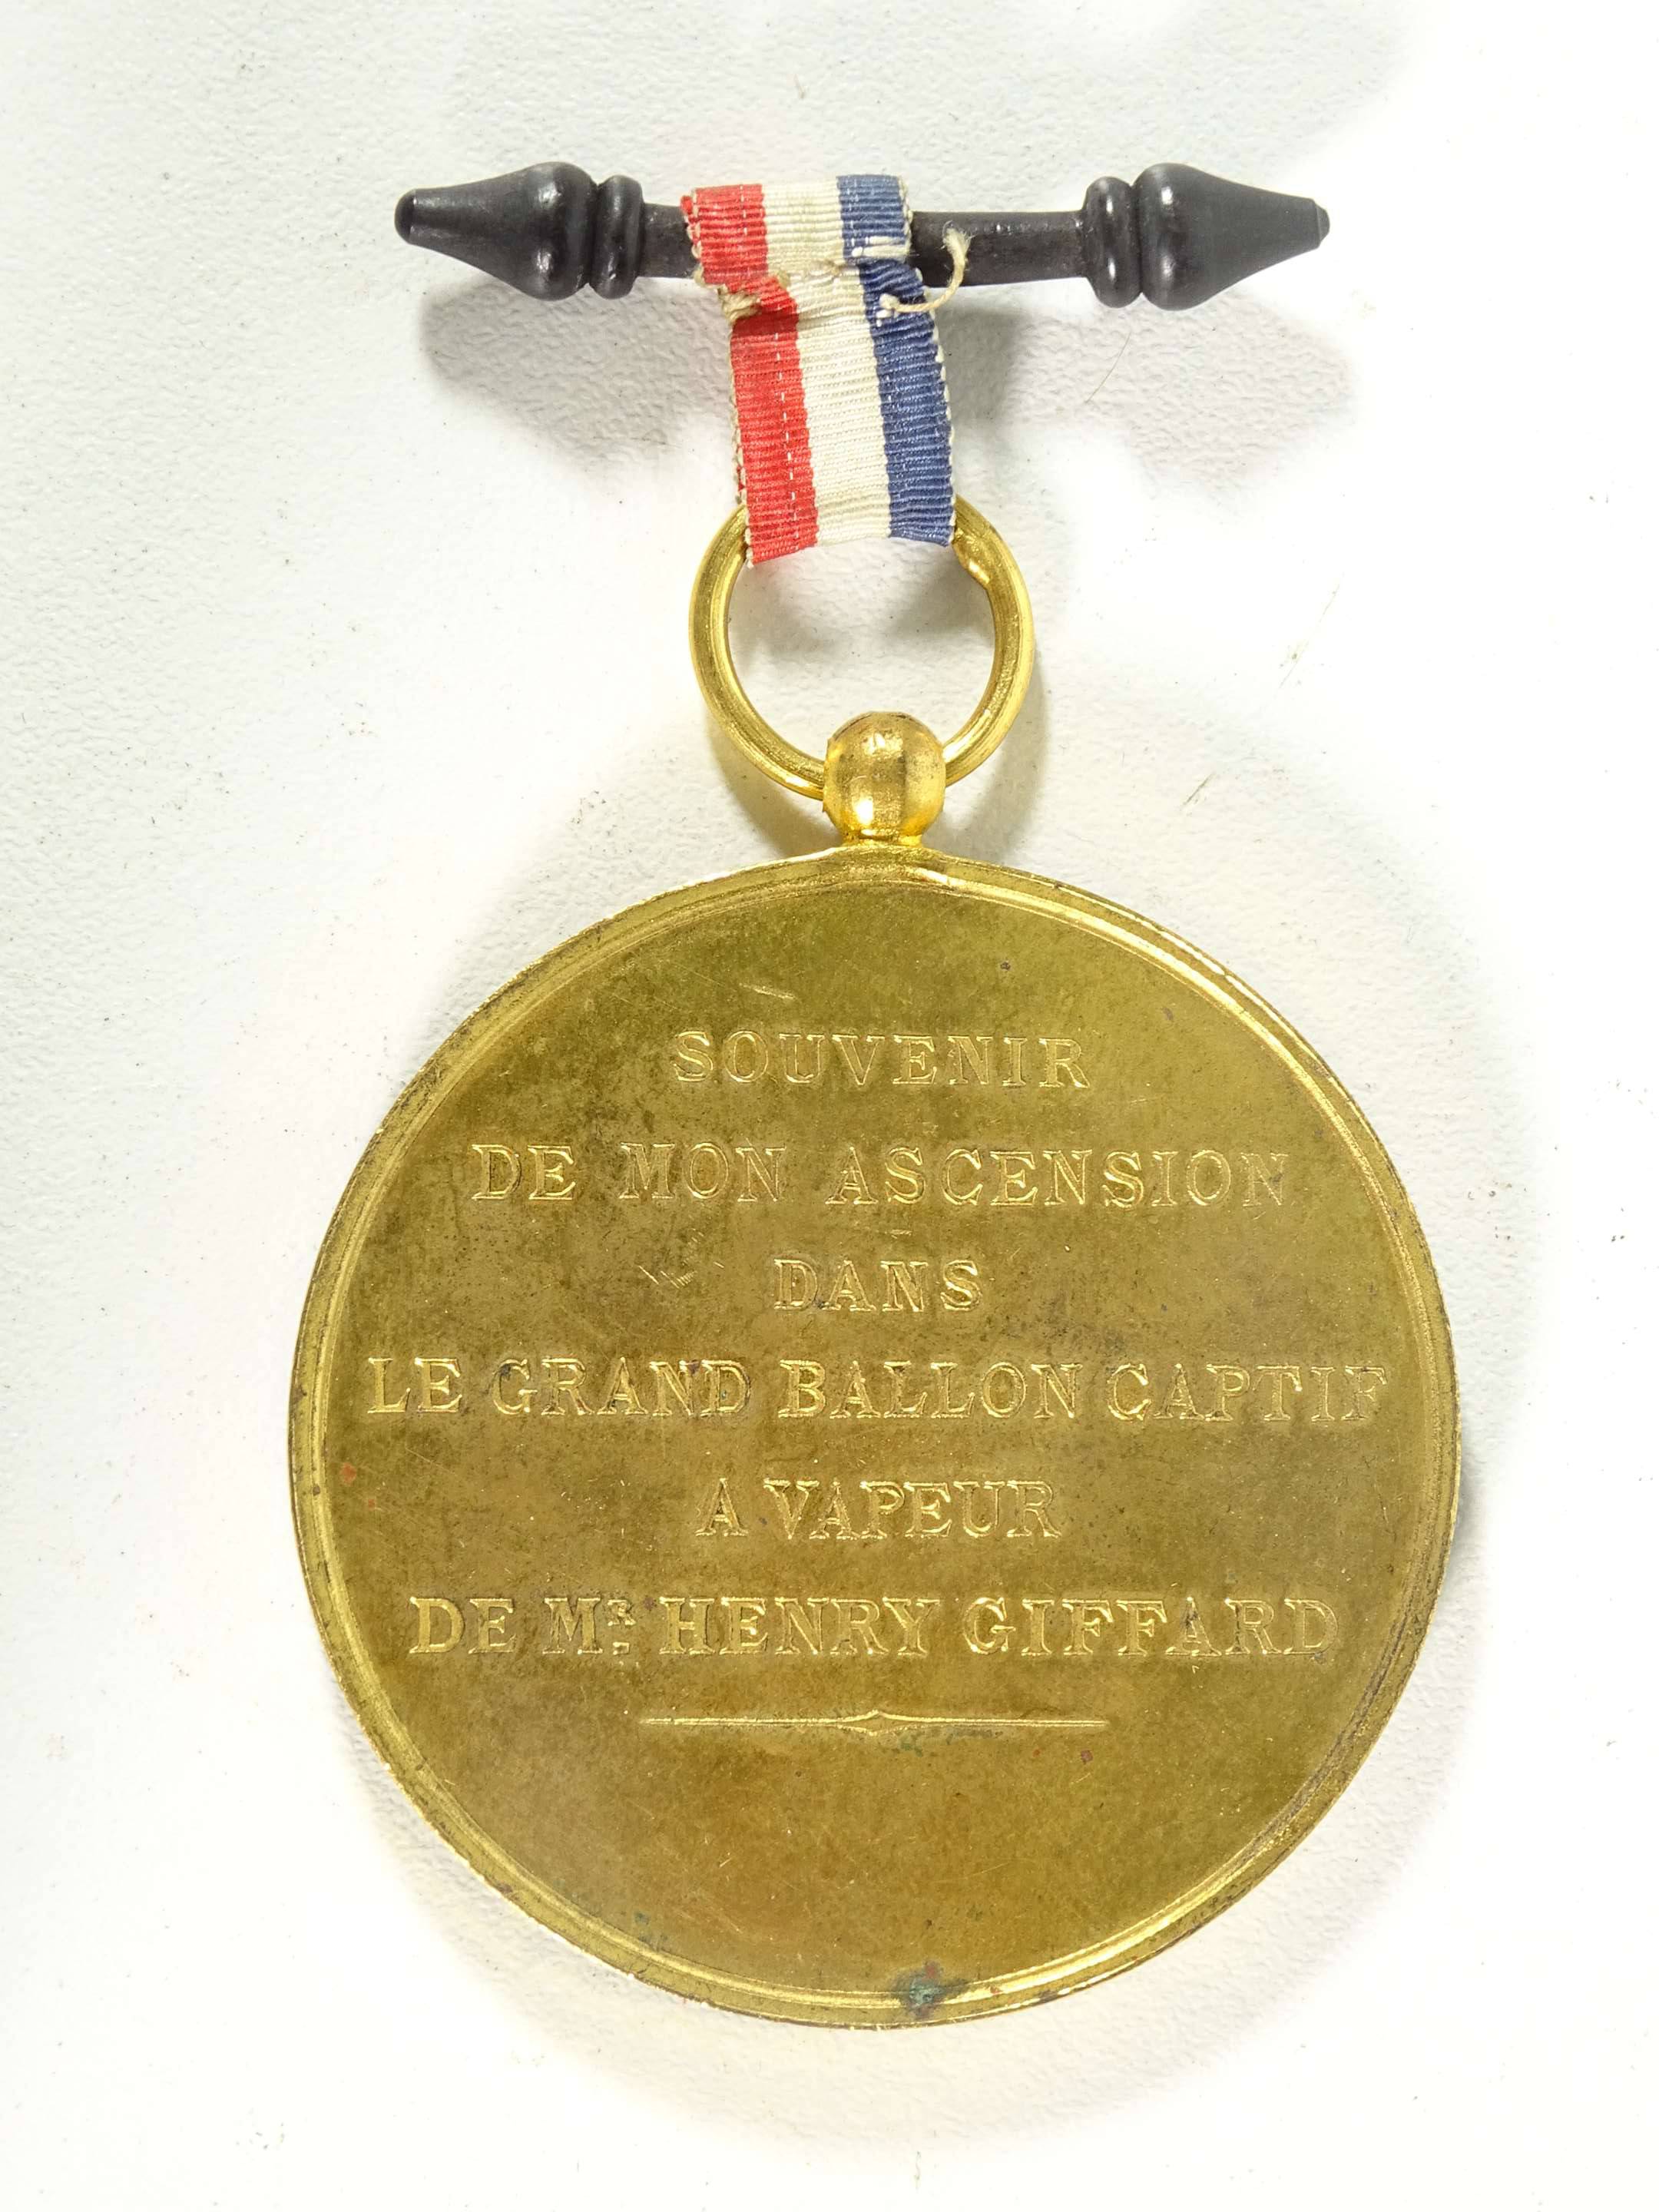 SOUVENIR
DE MON ASCENSION
DANS
LE GRAND BALLON CAPTIF
A VAPEUR
DE MR. HENRY GIFFARD